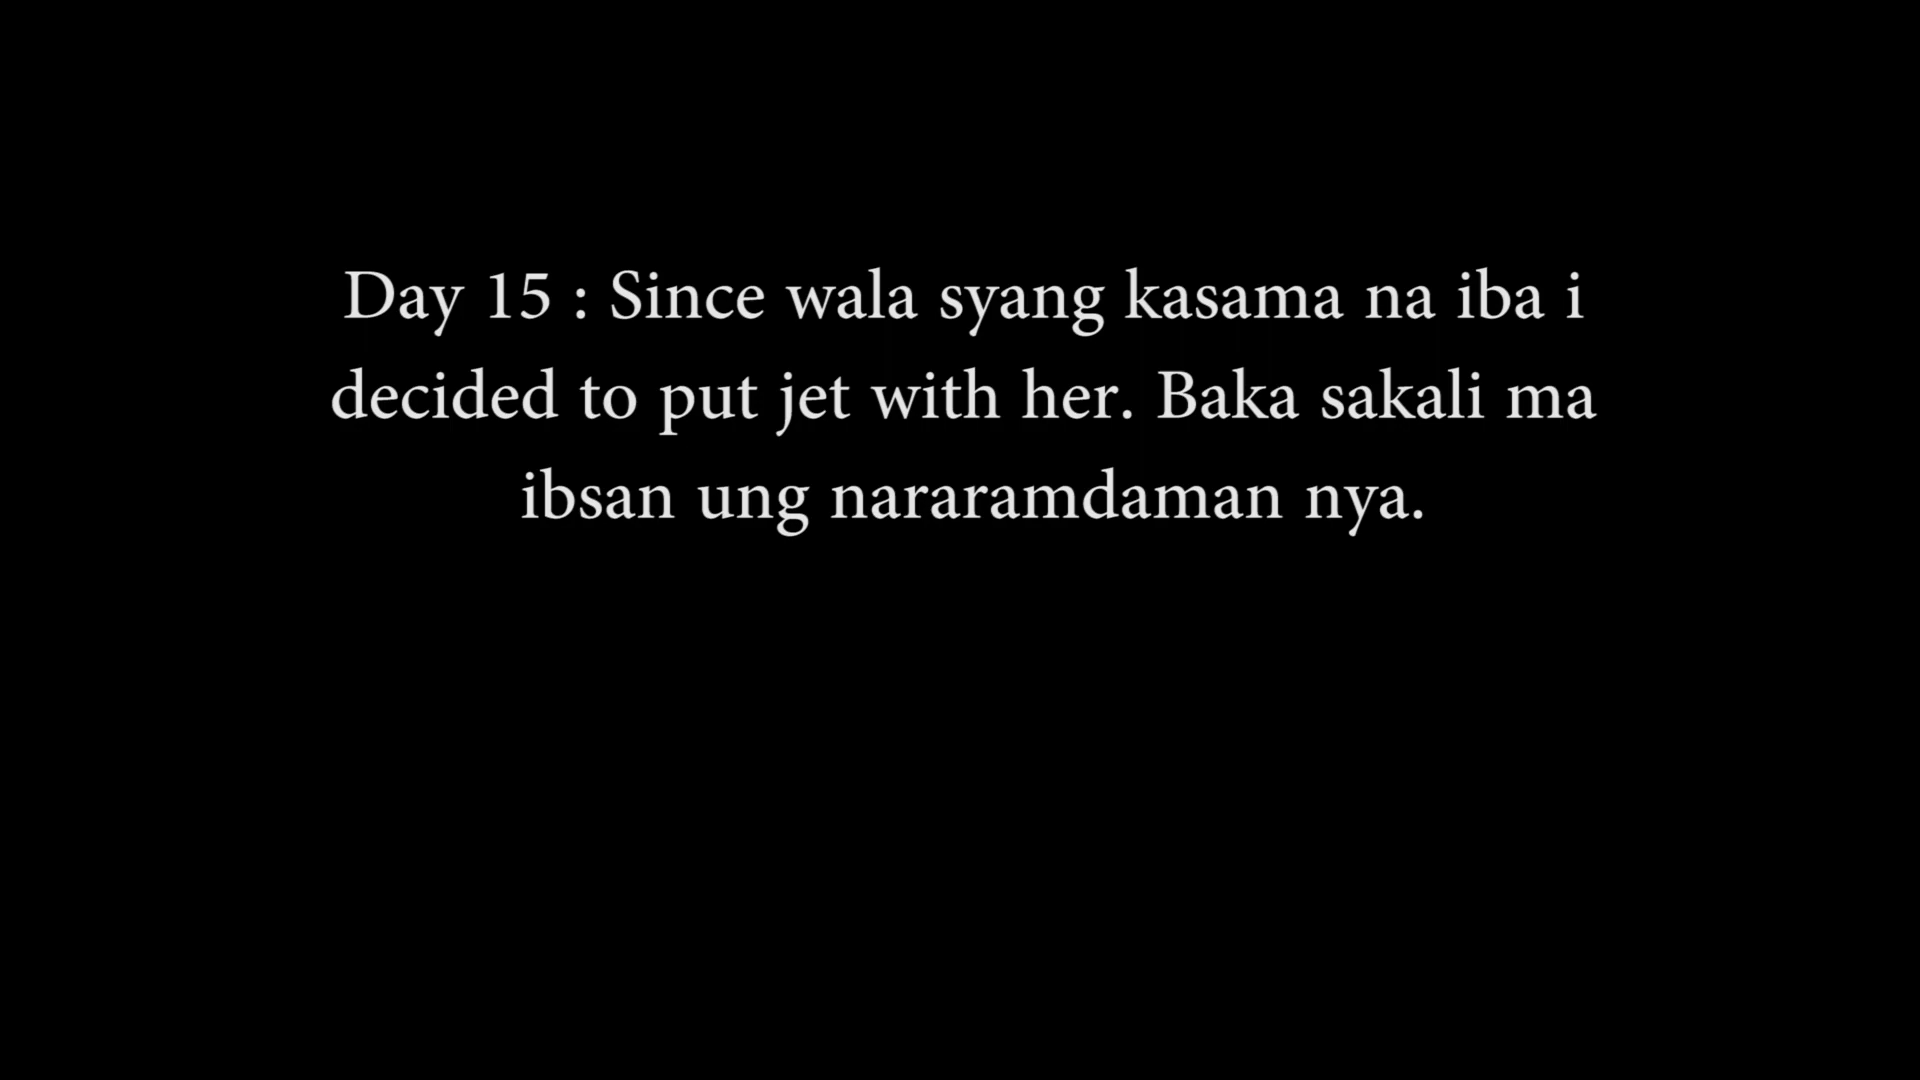 Day 15 : Since wala syang kasama na iba i
decided to put jet with her. Baka sakali ma
ibsan ung nararamdaman nya.